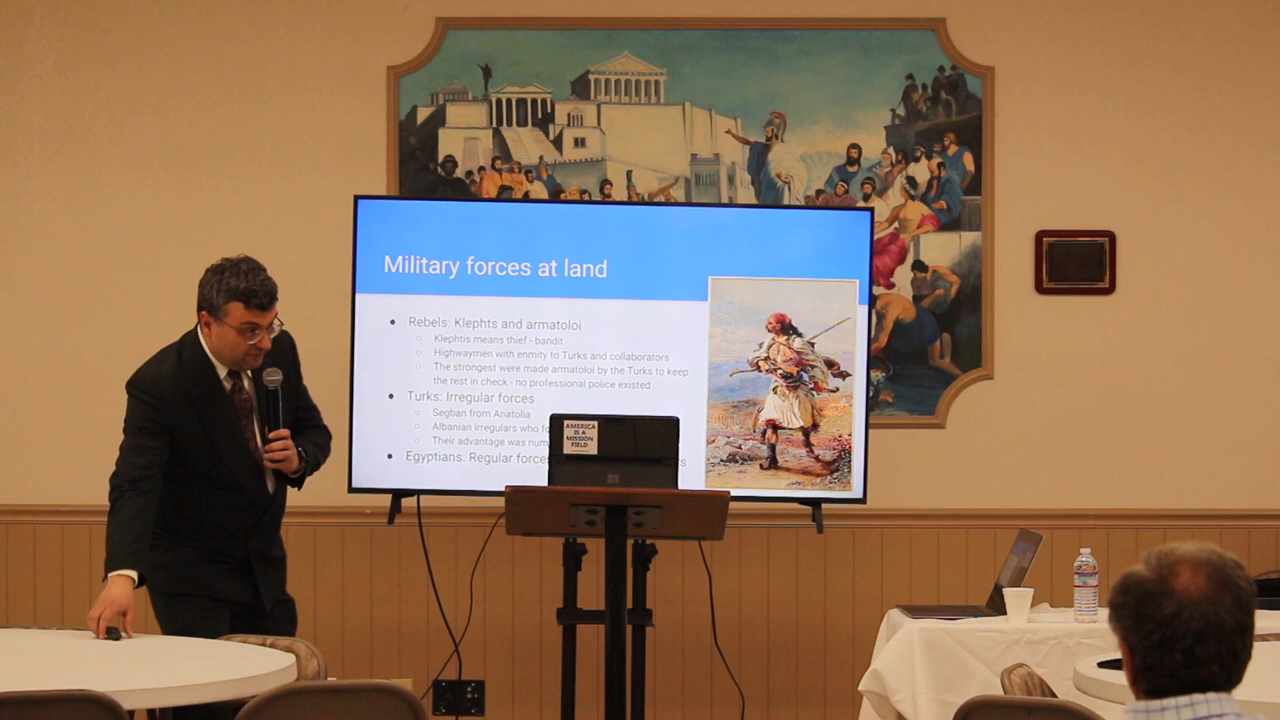 Military forces at land
Rebels: Klephts and armatoloi
Klephtis means thief - bandit
Highwaymen with enmity to Turks and collaborators
The strongest were made armatoloi by the Turks to keep
the rest in check - no professional police existed
Turks: Irregular forces
Segban from Anatolia
Albanian irregulars who
Their advantage was
Egyptians: Regular forces
AMERICA
IS A
MISSION
FIELD